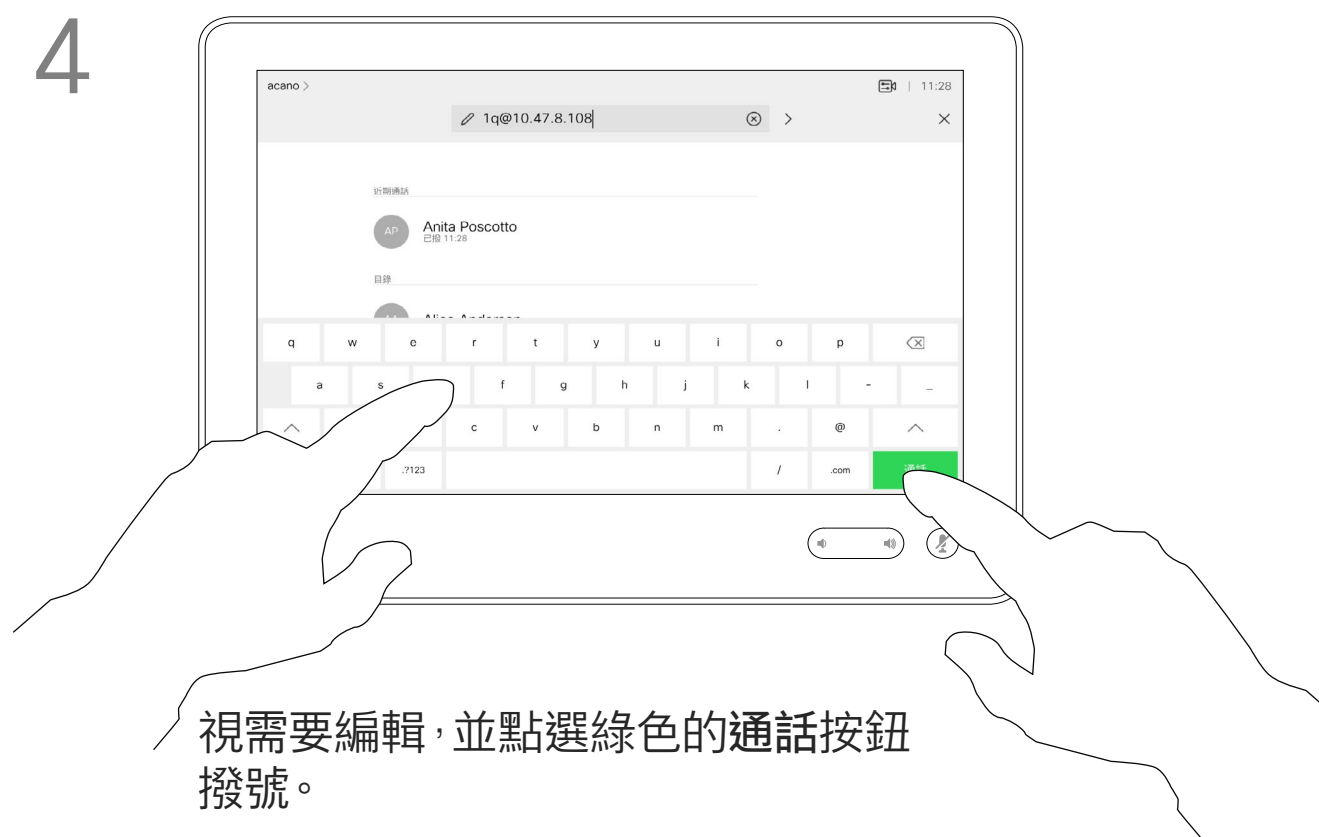 4
acano > | 11:28
1q@10.47.8.108 >
近期通話
AP Anita Poscotto
已撥 11:28
目錄
q w e r t y u i o p
a s f g h j k l - _
c v b n m . @
.?123 / .com
視需要編輯，並點選綠色的通話按鈕
撥號。